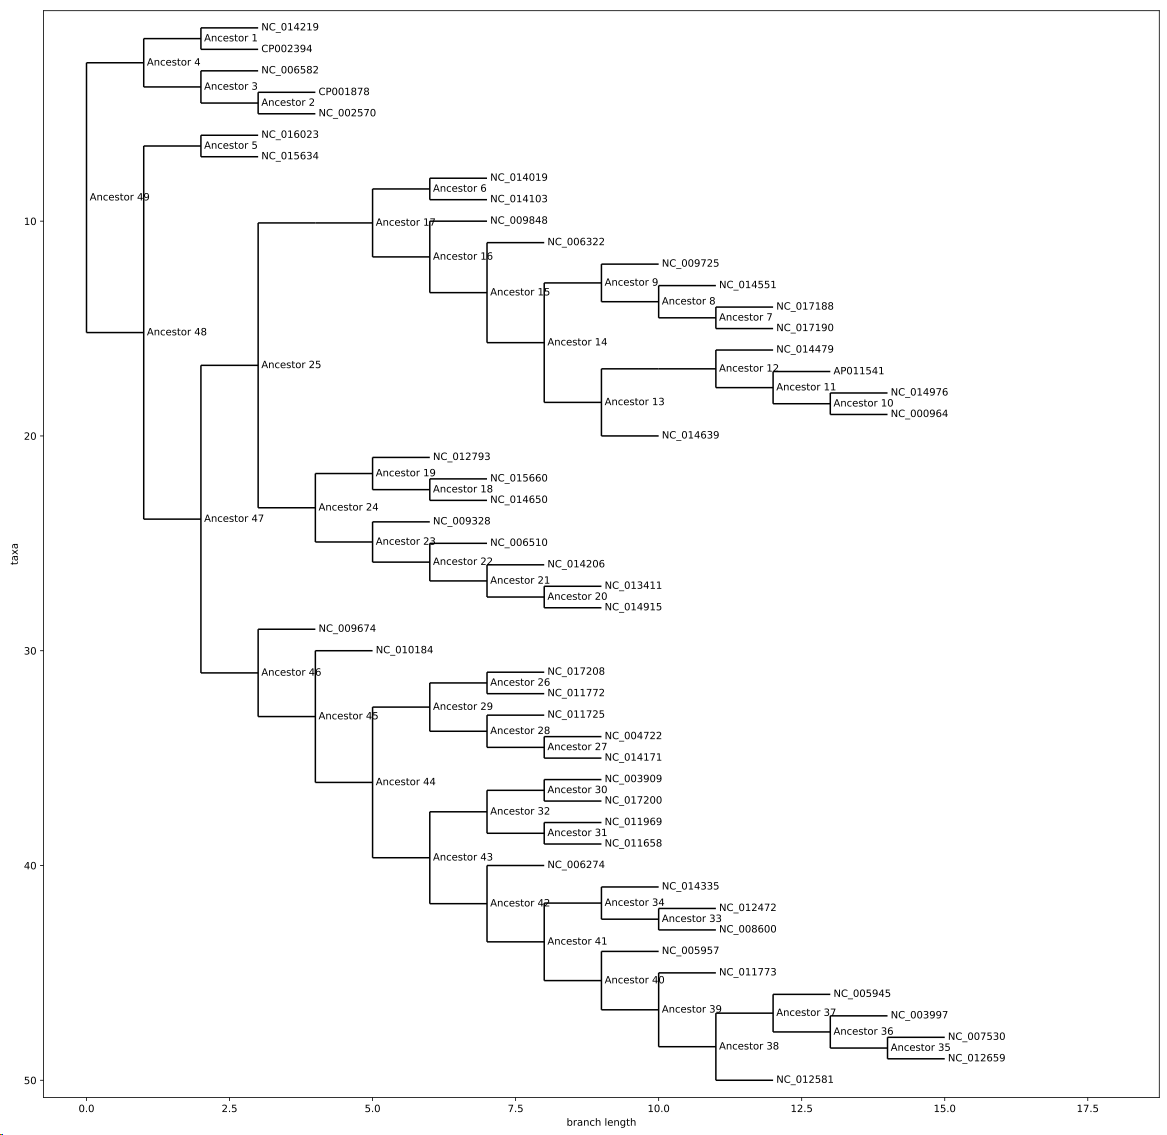 NC_014219
Ancestor 1
CP002394
Ancestor 4
NC_006582
Ancestor 3
CP001878
Ancestor 2
NC_002570
NC_016023
Ancestor 5
NC_015634
NC_014019
Ancestor 6
Ancestor 49
NC_014103
10
Ancestor 17
NC_009848
NC_006322
Ancestor 16
NC_009725
Ancestor 9
NC_014551
Ancestor 15
Ancestor 8
NC_017188
Ancestor 7
NC_017190
Ancestor 48
Ancestor 14
NC_014479
Ancestor 25
Ancestor 12
AP011541
Ancestor 11
NC_014976
Ancestor 13
Ancestor 10
NC_000964
20
NC_014639
NC_012793
Ancestor 19
NC_015660
Ancestor 18
NC_014650
Ancestor 24
Ancestor 47
NC_009328
Ancestor 23
NC_006510
taxa
Ancestor 22
NC_014206
Ancestor 21
NC_013411
Ancestor 20
NC_014915
NC_009674
30
NC_010184
Ancestor 46
NC_017208
Ancestor 26
NC_011772
Ancestor 29
Ancestor 45
NC_011725
Ancestor 28
NC_004722
Ancestor 27
NC_014171
Ancestor 44
NC_003909
Ancestor 30
NC_017200
Ancestor 32
NC_011969
Ancestor 31
NC_011658
Ancestor 43
40
NC_006274
NC_014335
Ancestor 42
Ancestor 34
NC_012472
Ancestor 33
NC_008600
Ancestor 41
NC_005957
NC_011773
Ancestor 40
NC_005945
Ancestor 39
Ancestor 37
NC_003997
Ancestor 36
NC_007530
Ancestor 38
Ancestor 35
NC_012659
50
NC_012581
0.0 2.5 5.0 7.5 10.0 12.5 15.0 17.5
branch length